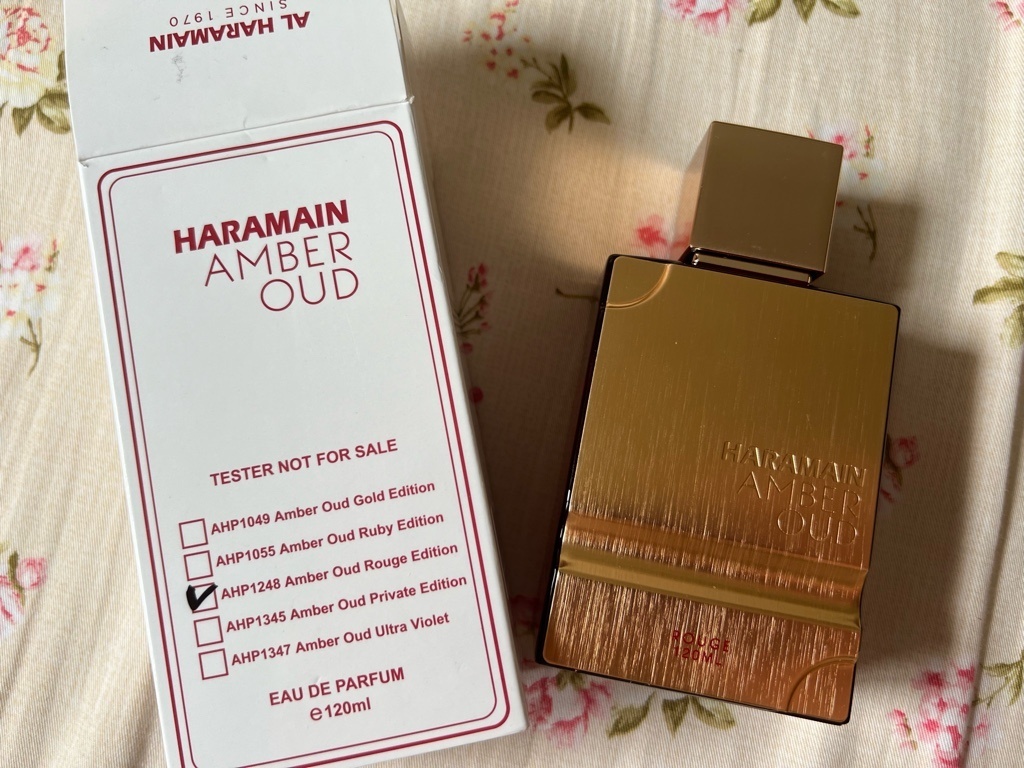 AL HARAMAIN
SINCE 1970
HARAMAIN
AMBER
OUD
TESTER NOT FOR SALE
AHP1049 Amber Oud Gold Edition
AHP1055 Amber Oud Ruby Edition
AHP1248 Amber Oud Rouge Edition
AHP1345 Amber Oud Private Edition
AHP1347 Amber Oud Ultra Violet
EAU DE PARFUM
℮120ml
HARAMAIN
AMBER
OUD
ROUGE
120ML